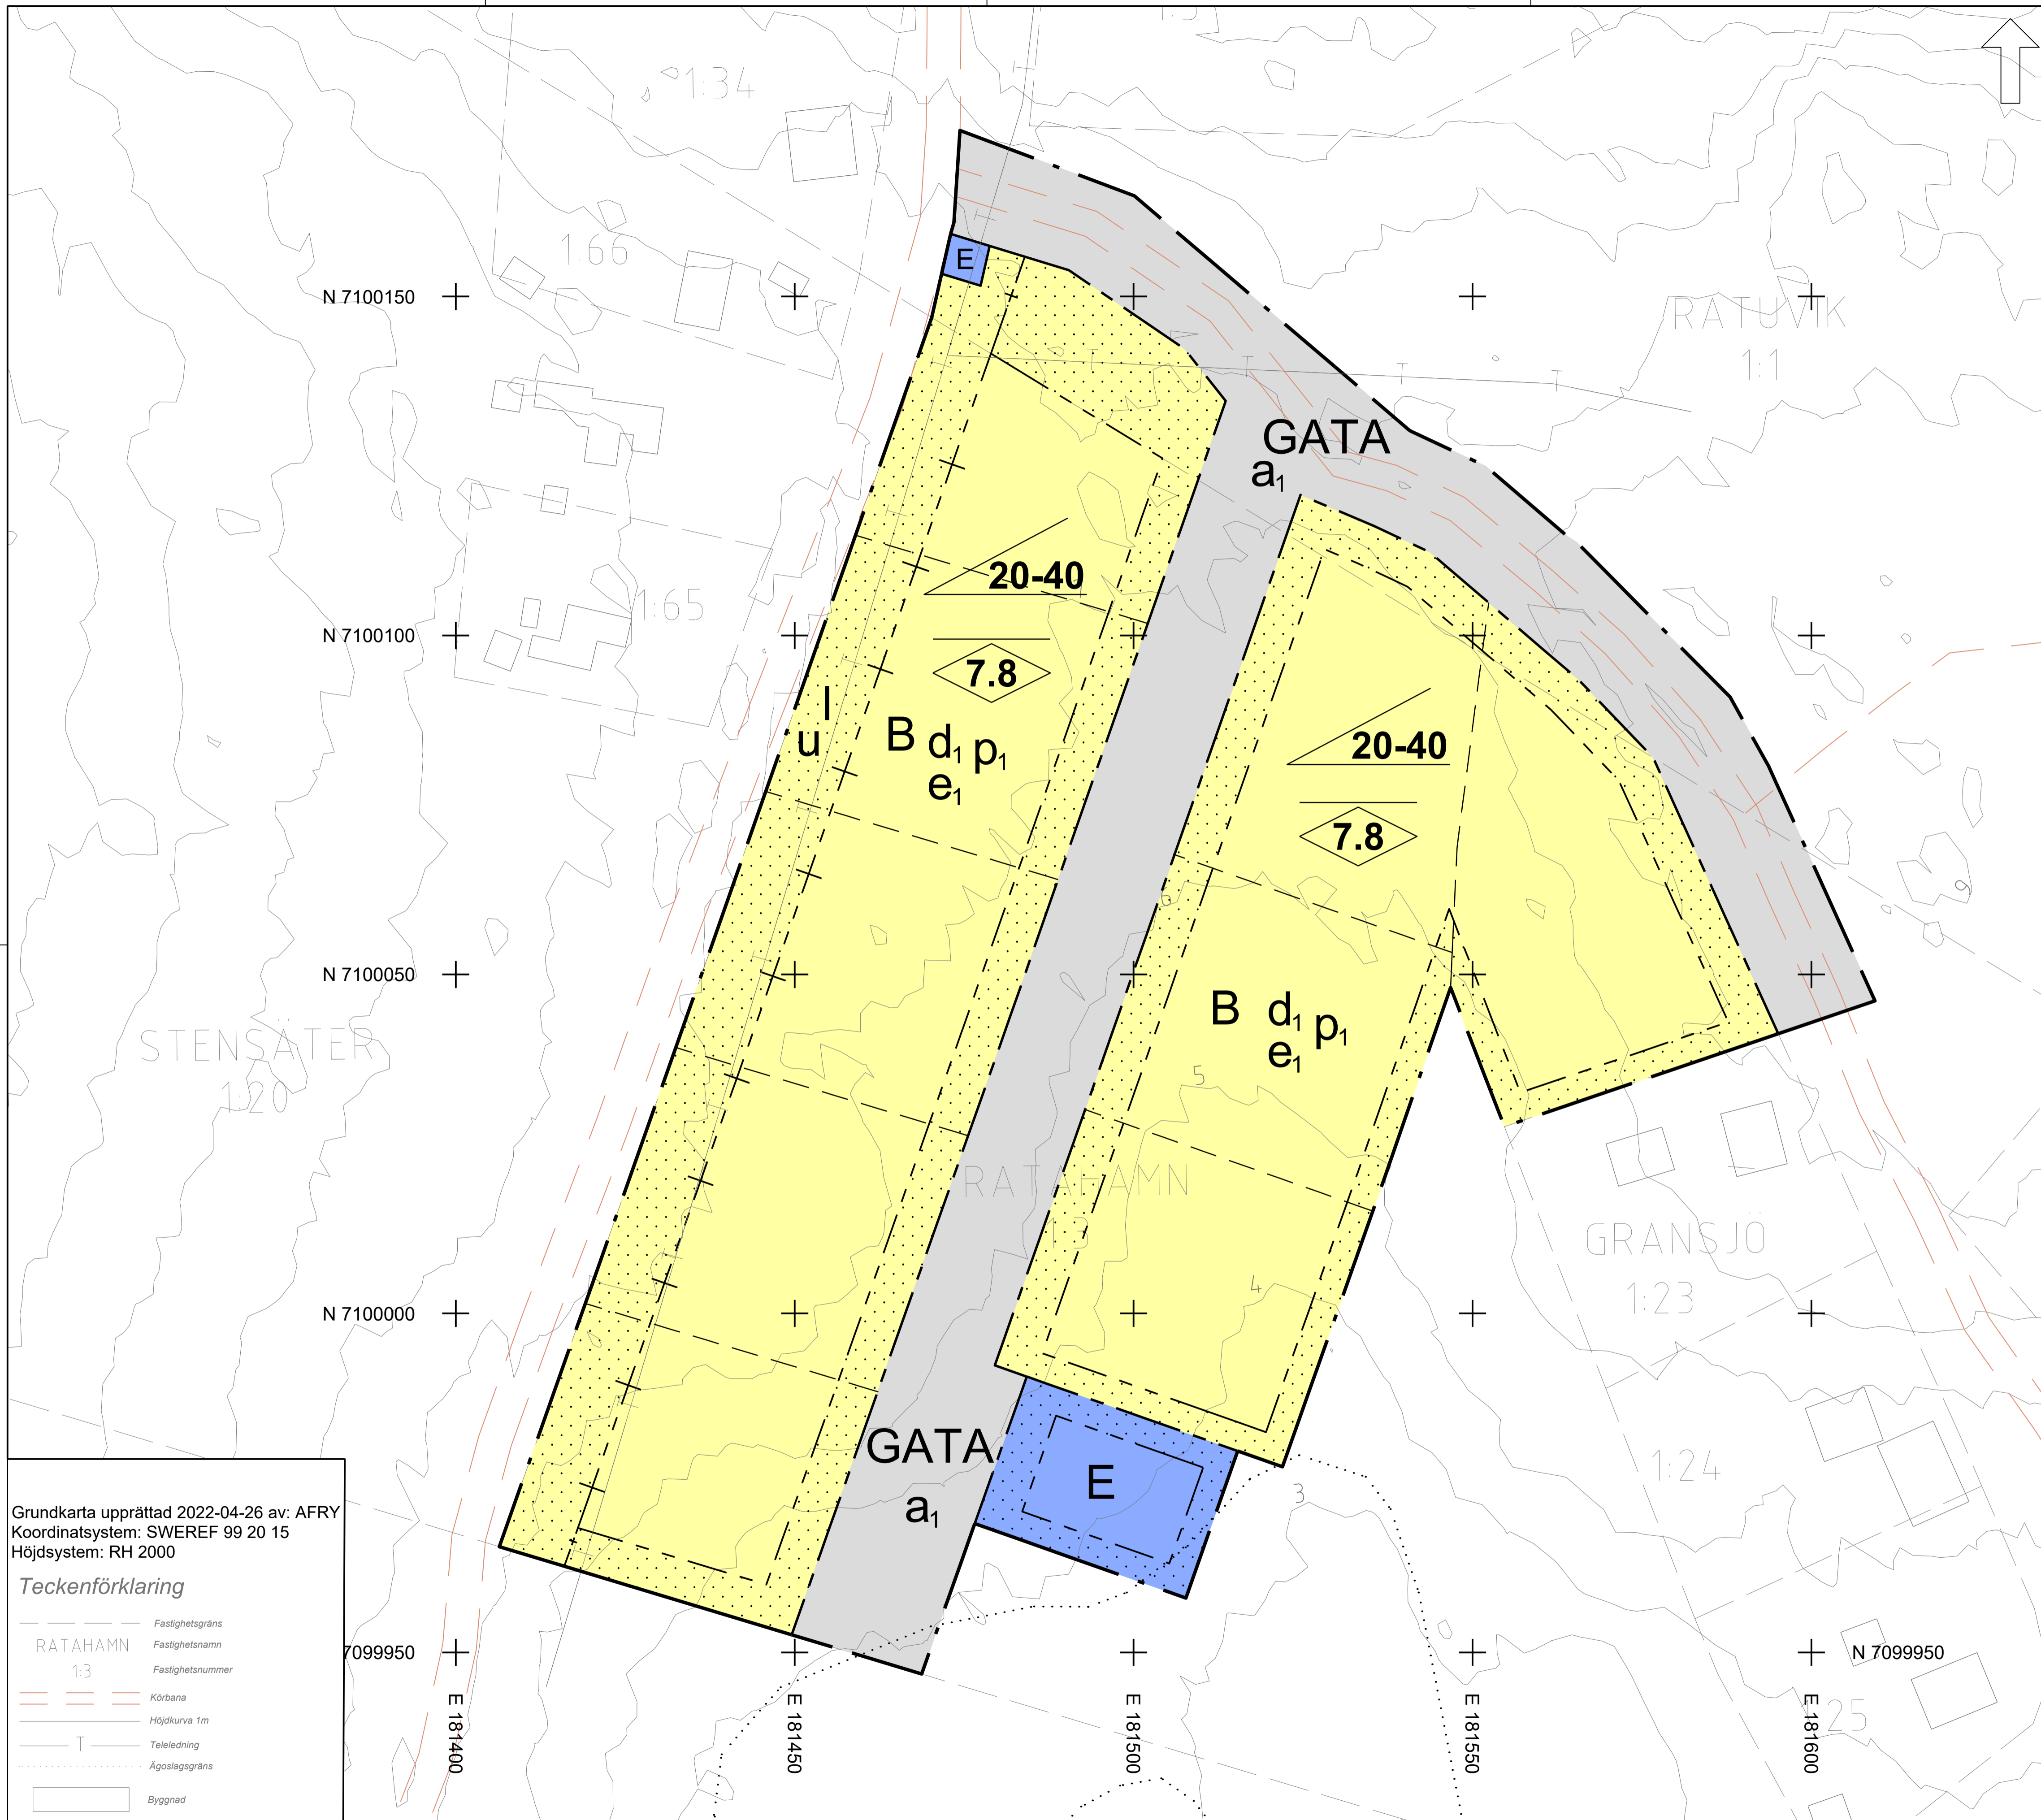 1:34
1:66
E
N 7100150
RATUVIK
1:1
GATA
a1
20-40
1:65
N 7100100
7.8
l
u
B d1 p1
e1
20-40
7.8
6
9
N 7100050
STENSÄTER
1:20
B d1 p1
e1
5
RATAHAMN
1:3
GRANSJÖ
1:23
4
N 7100000
GATA
a1
E
3
1:24
Grundkarta upprättad 2022-04-26 av: AFRY
Koordinatsystem: SWEREF 99 20 15
Höjdsystem: RH 2000
Teckenförklaring
Fastighetsgräns
RATAHAMN Fastighetsnamn
1:3 Fastighetsnummer
Körbana
Höjdkurva 1m
T Teleledning
Ägoslagsgräns
Byggnad
7099950
N 7099950
E 181400
E 181450
E 181500
E 181550
E 181600
25